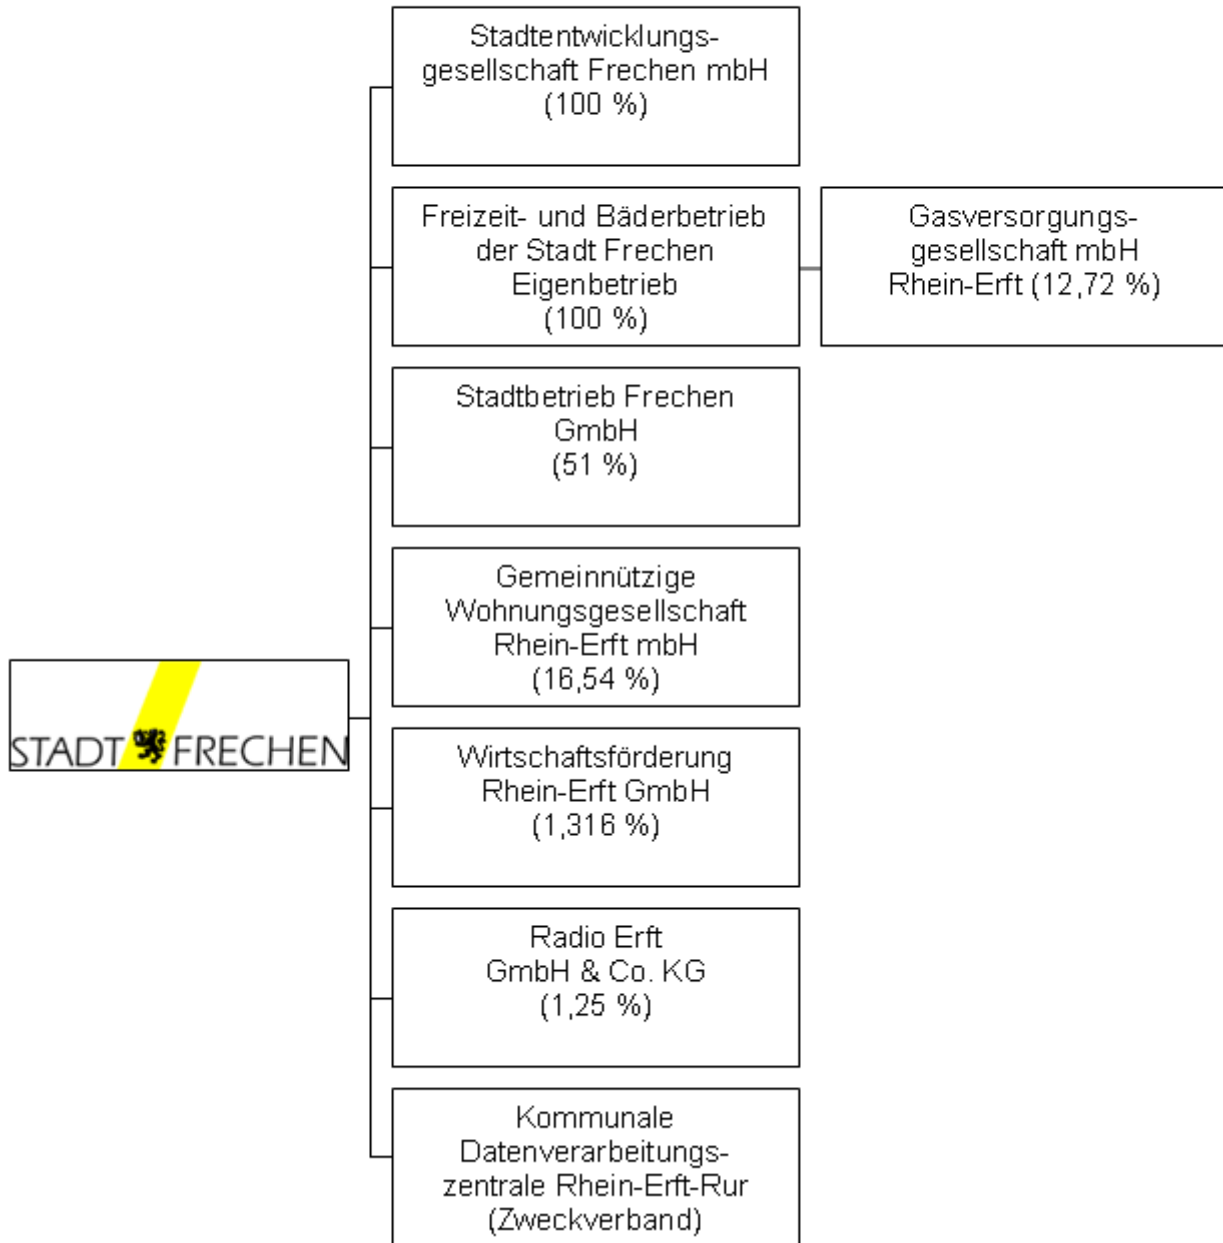 Stadtentwicklungs-
gesellschaft Frechen mbH
(100 %)
Freizeit- und Bäderbetrieb
der Stadt Frechen
Eigenbetrieb
(100 %)
Gasversorgungs-
gesellschaft mbH
Rhein-Erft (12,72 %)
Stadtbetrieb Frechen
GmbH
(51 %)
Gemeinnützige
Wohnungsgesellschaft
Rhein-Erft mbH
(16,54 %)
STADT FRECHEN
Wirtschaftsförderung
Rhein-Erft GmbH
(1,316 %)
Radio Erft
GmbH & Co. KG
(1,25 %)
Kommunale
Datenverarbeitungs-
zentrale Rhein-Erft-Rur
(Zweckverband)